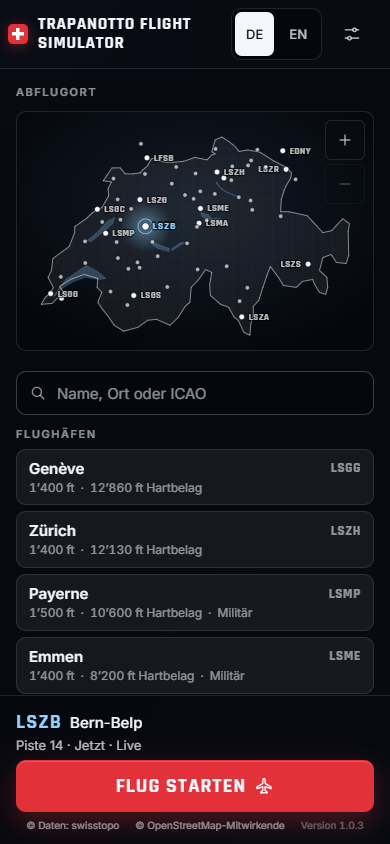 TRAPANOTTO FLIGHT
SIMULATOR
DE
EN
ABFLUGORT
EDNY
LFSB
LSZR
LSZH
LSZG
LSGC
LSME
LSZB
LSMA
LSMP
LSZS
LSGG
LSGS
LSZA
Name, Ort oder ICAO
FLUGHÄFEN
Genève
LSGG
1’400 ft · 12’860 ft Hartbelag
Zürich
LSZH
1’400 ft · 12’130 ft Hartbelag
Payerne
LSMP
1’500 ft · 10’600 ft Hartbelag · Militär
Emmen
LSME
1’400 ft · 8’200 ft Hartbelag · Militär
LSZB Bern-Belp
Piste 14 · Jetzt · Live
FLUG STARTEN
© Daten: swisstopo © OpenStreetMap-Mitwirkende Version 1.0.3